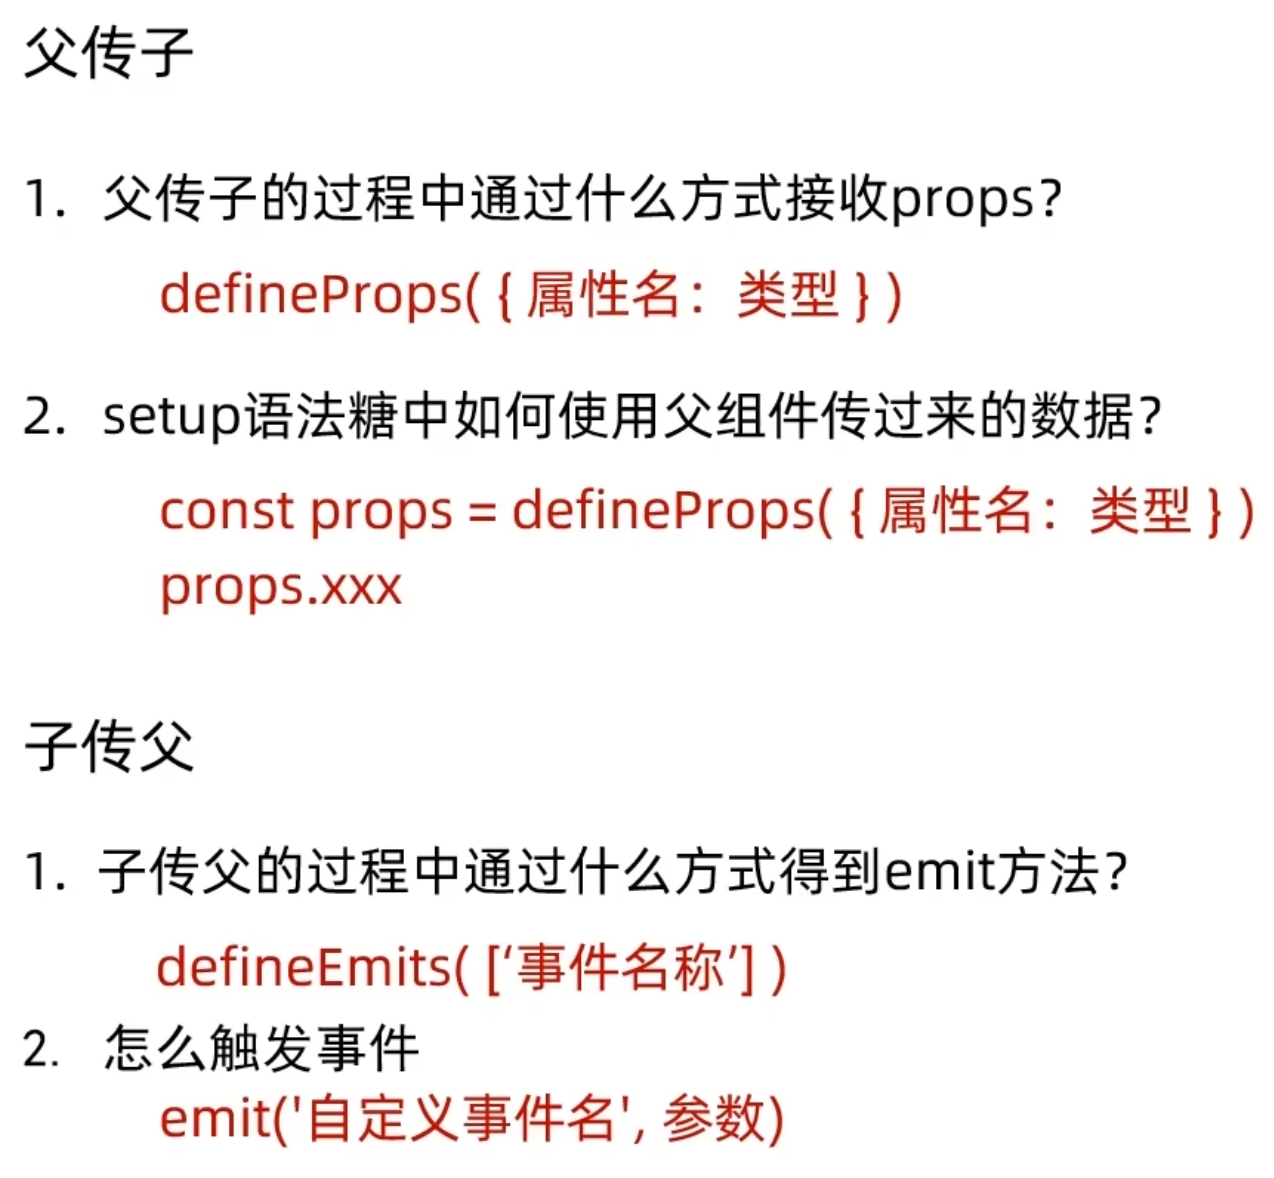 父传子
1. 父传子的过程中通过什么方式接收props?
defineProps( { 属性名：类型 } )
2. setup语法糖中如何使用父组件传过来的数据?
const props = defineProps( { 属性名：类型 } )
props.xxx
子传父
1. 子传父的过程中通过什么方式得到emit方法?
defineEmits( [‘事件名称’] )
2. 怎么触发事件
emit('自定义事件名', 参数)